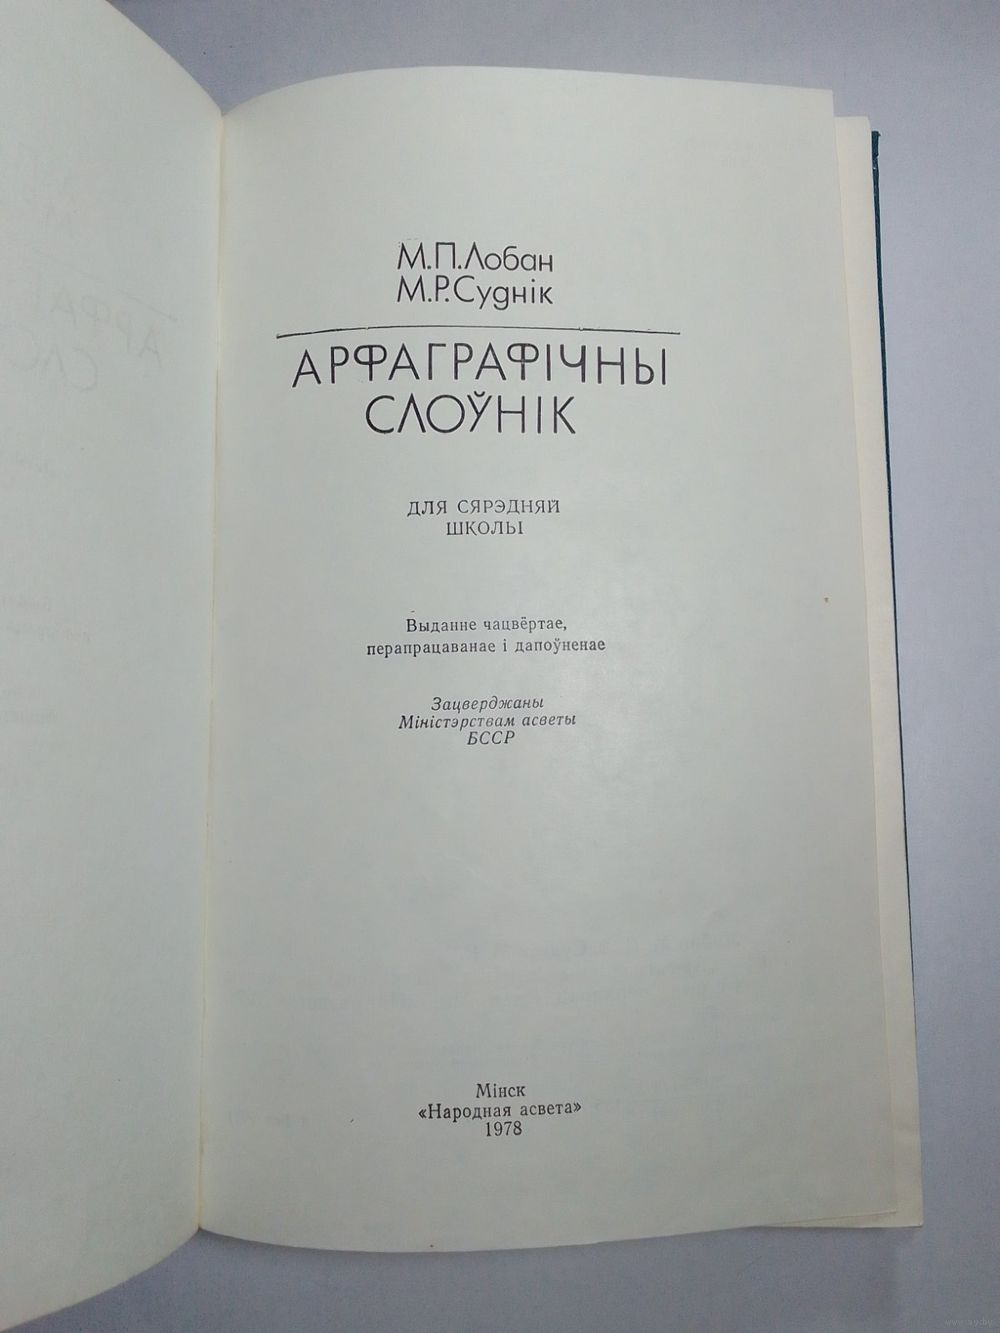 М.П.Лобан
М.Р.Суднік
АРФАГРАФІЧНЫ
СЛОЎНІК
ДЛЯ СЯРЭДНЯЙ
ШКОЛЫ
Выданне чацвёртае,
перапрацаванае і дапоўненае
Зацверджаны
Міністэрствам асветы
БССР
Мінск
«Народная асвета»
1978